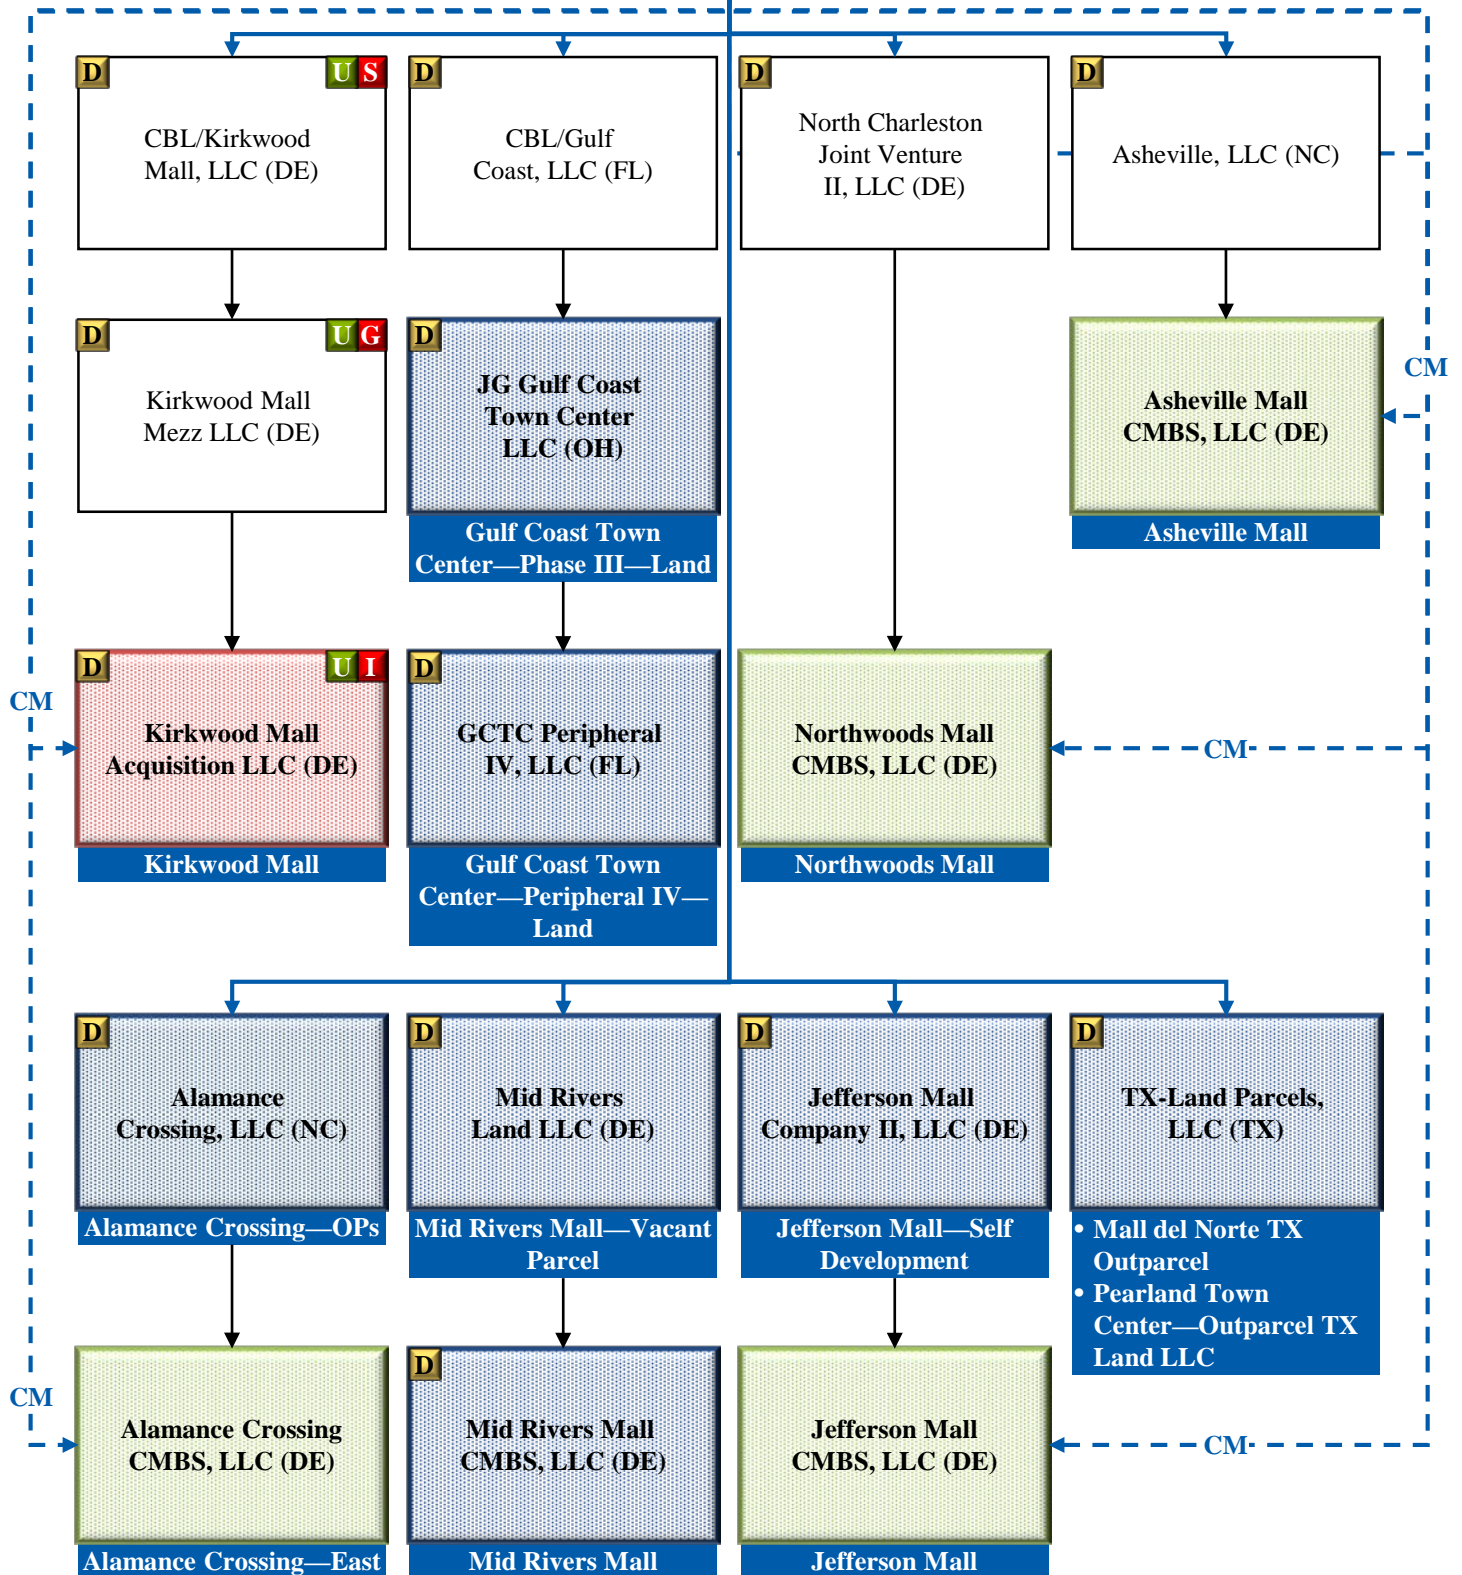 D
U S
CBL/Kirkwood
Mall, LLC (DE)
D
CBL/Gulf
Coast, LLC (FL)
D
North Charleston
Joint Venture
II, LLC (DE)
D
Asheville, LLC (NC)
D
U G
Kirkwood Mall
Mezz LLC (DE)
D
JG Gulf Coast
Town Center
LLC (OH)
Gulf Coast Town
Center—Phase III—Land
Asheville Mall
CMBS, LLC (DE)
Asheville Mall
CM
CM
D
U I
Kirkwood Mall
Acquisition LLC (DE)
Kirkwood Mall
D
GCTC Peripheral
IV, LLC (FL)
Gulf Coast Town
Center—Peripheral IV—
Land
Northwoods Mall
CMBS, LLC (DE)
Northwoods Mall
CM
D
Alamance
Crossing, LLC (NC)
Alamance Crossing—OPs
D
Mid Rivers
Land LLC (DE)
Mid Rivers Mall—Vacant
Parcel
D
Jefferson Mall
Company II, LLC (DE)
Jefferson Mall—Self
Development
D
TX-Land Parcels,
LLC (TX)
• Mall del Norte TX
Outparcel
• Pearland Town
Center—Outparcel TX
Land LLC
CM
Alamance Crossing
CMBS, LLC (DE)
Alamance Crossing—East
D
Mid Rivers Mall
CMBS, LLC (DE)
Mid Rivers Mall
Jefferson Mall
CMBS, LLC (DE)
Jefferson Mall
CM